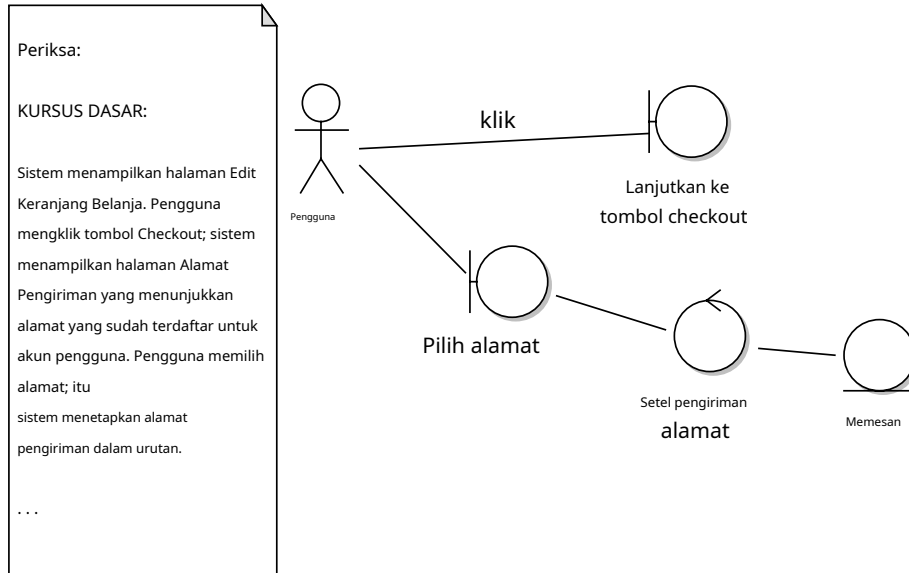 Periksa:
KURSUS DASAR:
Sistem menampilkan halaman Edit
Keranjang Belanja. Pengguna
mengklik tombol Checkout; sistem
menampilkan halaman Alamat
Pengiriman yang menunjukkan
alamat yang sudah terdaftar untuk
akun pengguna. Pengguna memilih
alamat; itu
sistem menetapkan alamat
pengiriman dalam urutan.
. . .
Pengguna
klik
Lanjutkan ke
tombol checkout
Pilih alamat
Setel pengiriman
alamat
Memesan